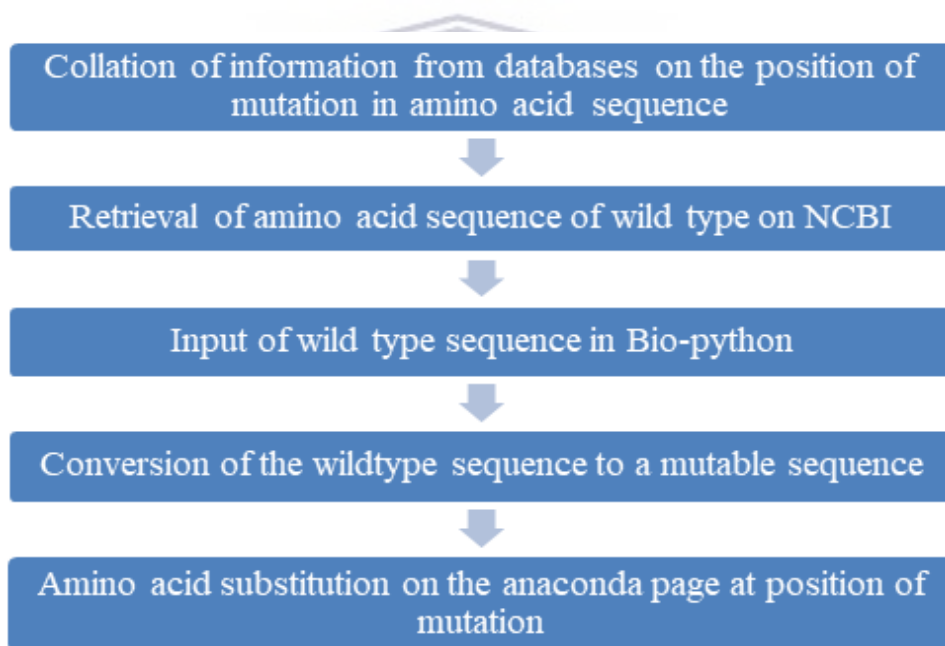 Collation of information from databases on the position of
mutation in amino acid sequence
Retrieval of amino acid sequence of wild type on NCBI
Input of wild type sequence in Bio-python
Conversion of the wildtype sequence to a mutable sequence
Amino acid substitution on the anaconda page at position of
mutation